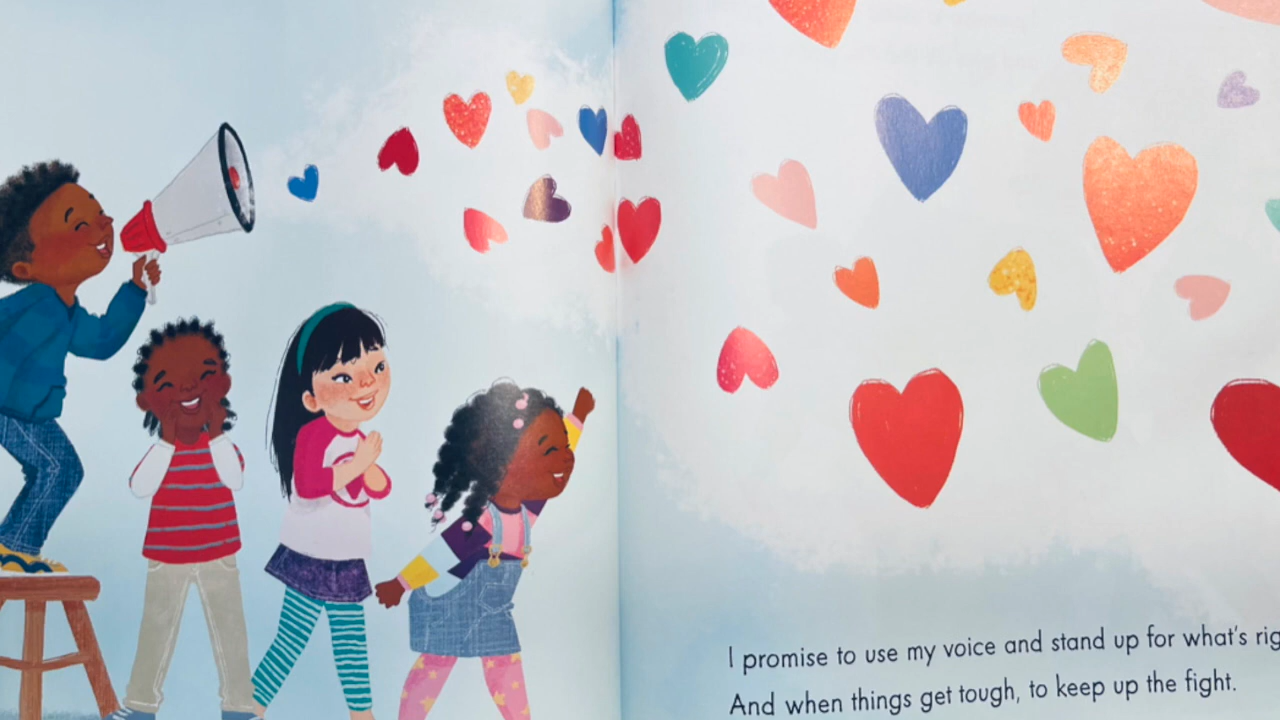 I promise to use my voice and stand up for what's rig
And when things get tough, to keep up the fight.